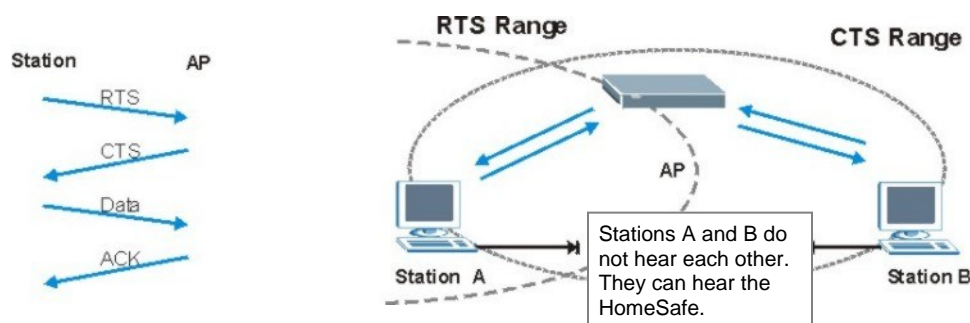 Station AP
RTS
CTS
Data
ACK
RTS Range
CTS Range
AP
Stations A and B do
not hear each other.
They can hear the
HomeSafe.
Station A
Station B